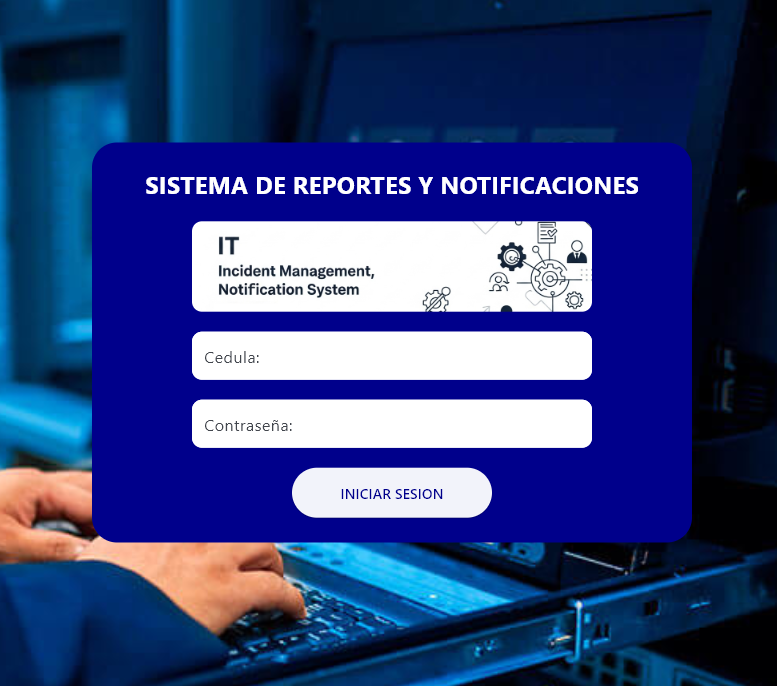 SISTEMA DE REPORTES Y NOTIFICACIONES
IT
Incident Management,
Notification System
Cedula:
Contraseña:
INICIAR SESION